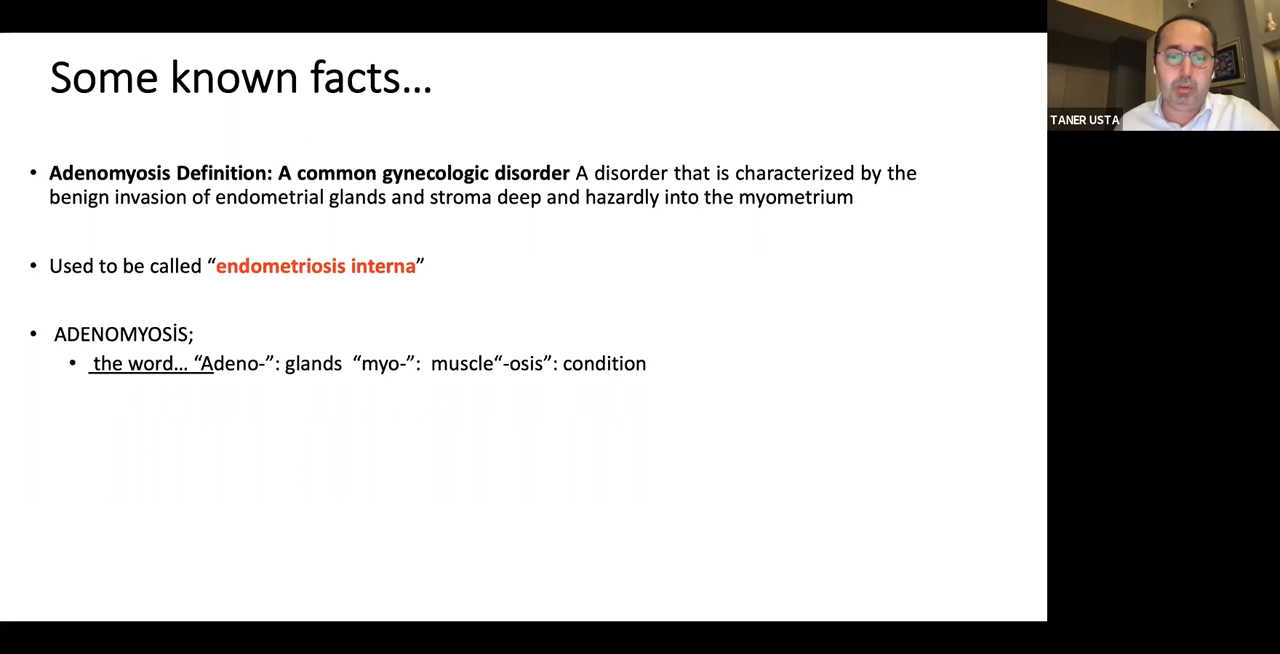 Some known facts...
• Adenomyosis Definition: A common gynecologic disorder A disorder that is characterized by the
benign invasion of endometrial glands and stroma deep and hazardly into the myometrium
• Used to be called “endometriosis interna”
• ADENOMYOSİS;
• the word... “Adeno-”: glands “myo-”: muscle“-osis”: condition
TANER USTA